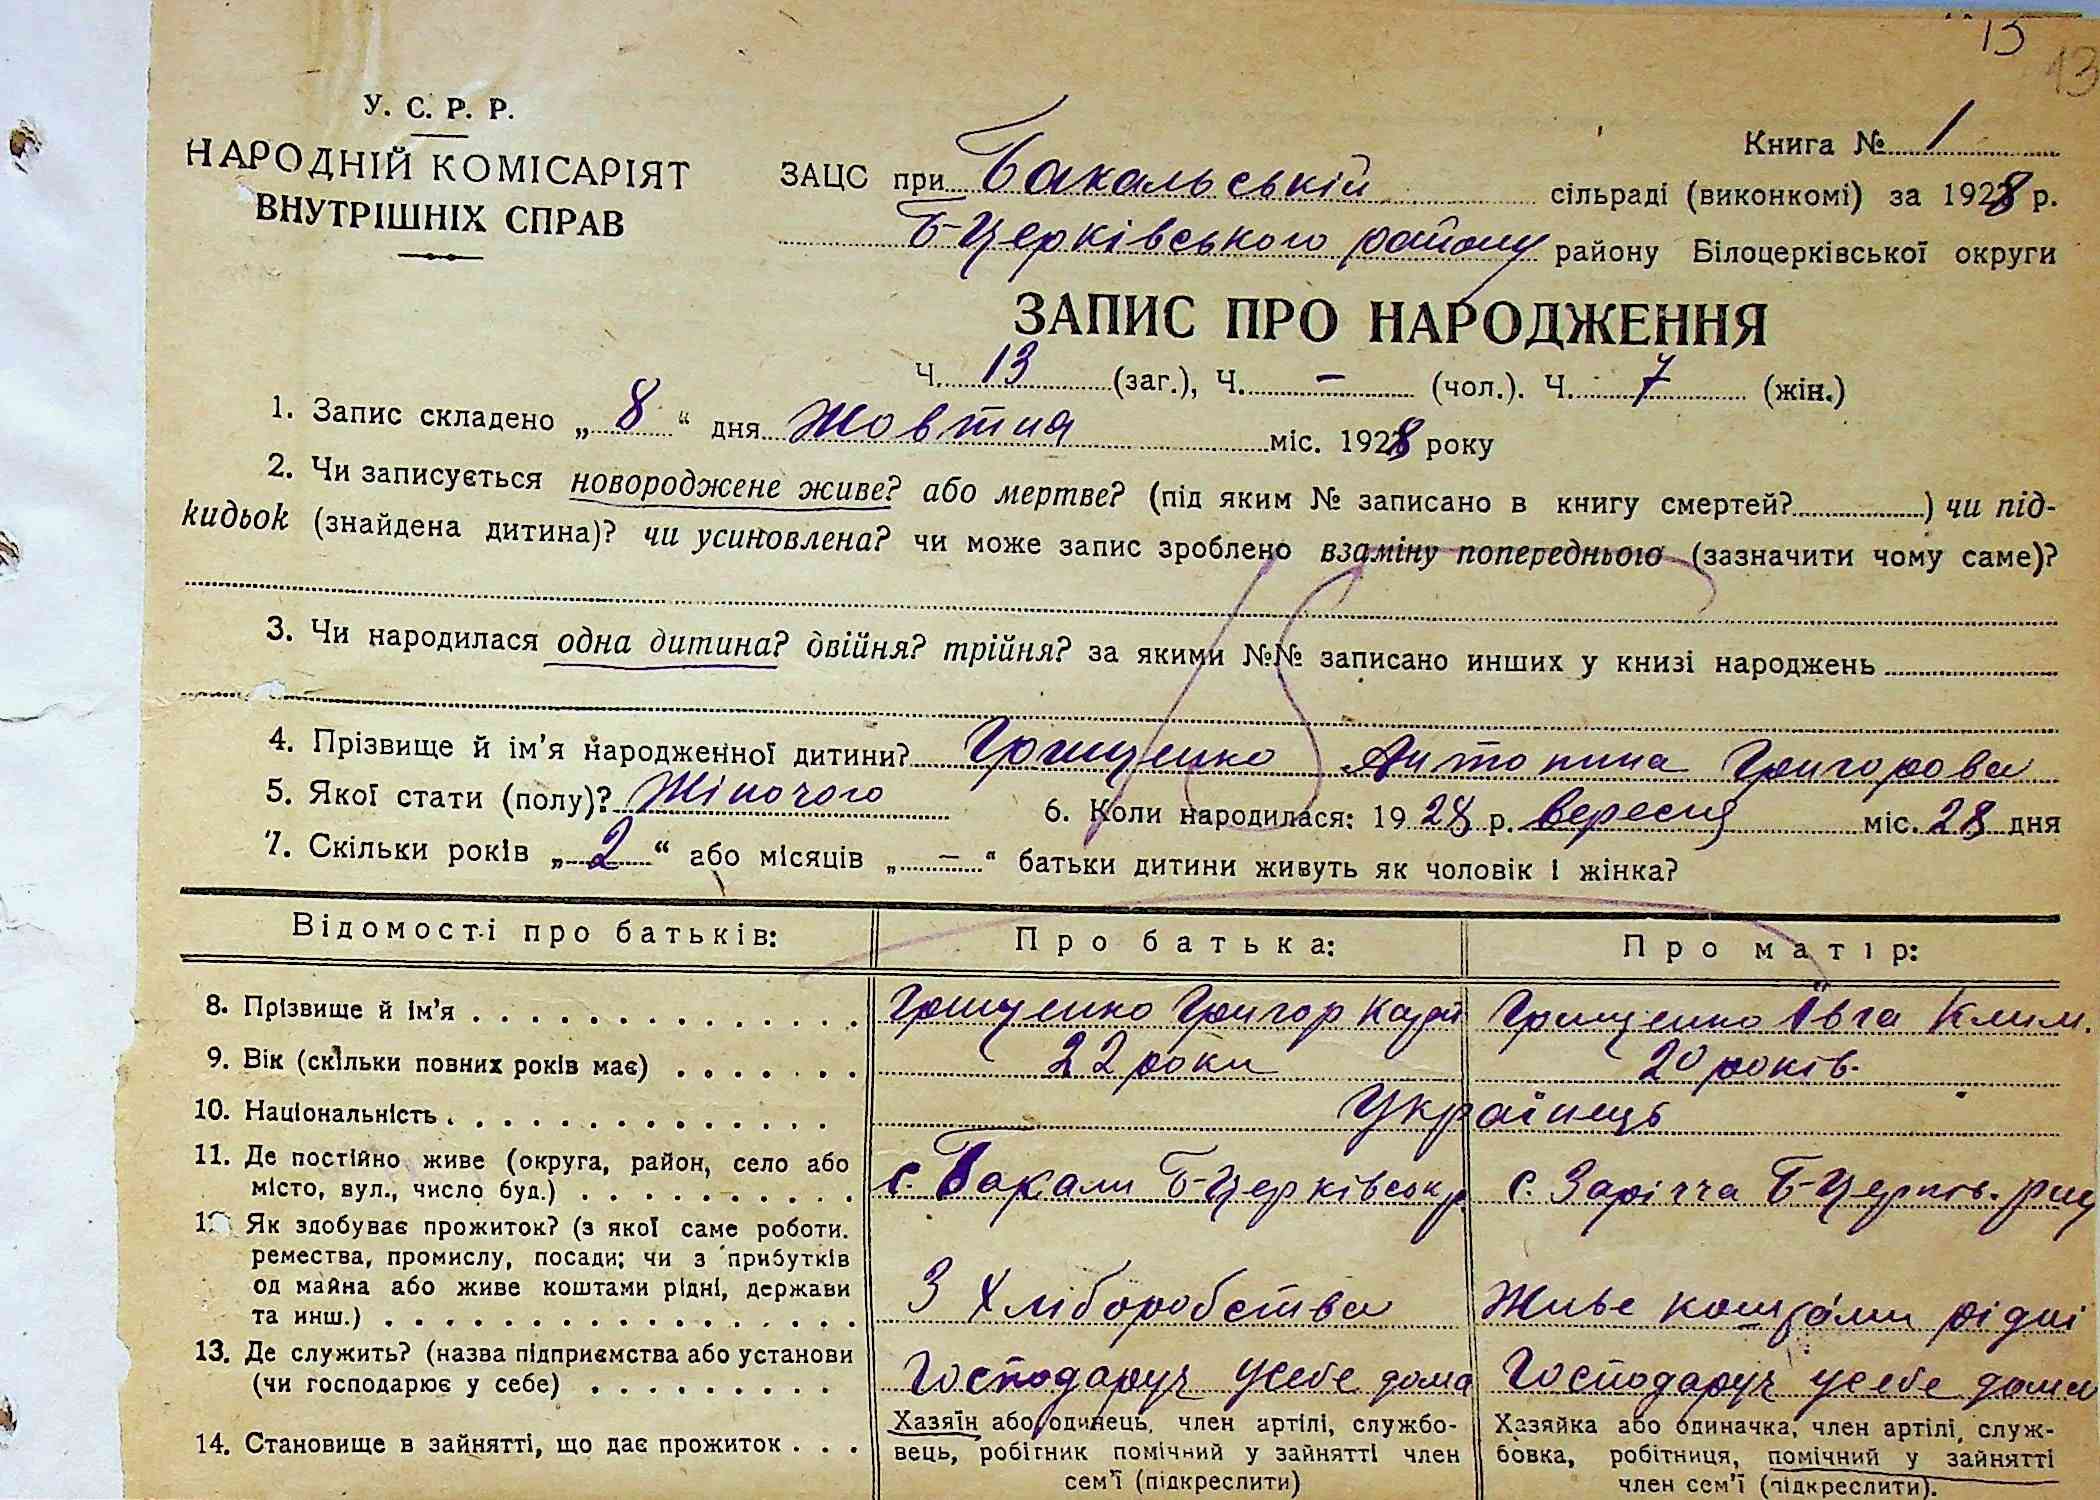 15
13
У. С. Р. Р.
НАРОДНІЙ КОМІСАРІЯТ
ВНУТРІШНІХ СПРАВ
Книга № 1
ЗАЦС при Бакальській сільраді (виконкомі) за 1928 р.
Б-Церківського району району Білоцерківської округи
ЗАПИС ПРО НАРОДЖЕННЯ
Ч. 13 (заг.), Ч. – (чол.). Ч. 7 (жін.)
1. Запис складено „ 8 “ дня Жовтня міс. 1928 року
2. Чи записується новороджене живе? або мертве? (під яким № записано в книгу смертей? ) чи під-
кидьок (знайдена дитина)? чи усиновлена? чи може запис зроблено взаміну попереднього (зазначити чому саме)?
3. Чи народилася одна дитина? двійня? трійня? за якими №№ записано инших у книзі народжень
4. Прізвище й ім'я народженної дитини? Грищенко Антонина Григорова
5. Якої стати (полу)? Жіночого 6. Коли народилася: 1928 р. вересня міс. 28 дня
7. Скільки років „ 2 “ або місяців „ – “ батьки дитини живуть як чоловік і жінка?
Відомості про батьків: Про батька: Про матір:
8. Прізвище й ім'я . . . . . . . . . . . . . . Грищенко Григор Грищенко Івга Клим.
9. Вік (скільки повних років має) . . . . . . . 22 роки 20 років.
10. Національність . . . . . . . . . . . . . . Українець
11. Де постійно живе (округа, район, село або
місто, вул., число буд.) . . . . . . . . . . с. Бакали Б-Церківськ р с. Заріччя Б-Церків.
12. Як здобуває прожиток? (з якої саме роботи.
ремества, промислу, посади; чи з прибутків
од майна або живе коштами рідні, держави
та инш.) . . . . . . . . . . . . . . . . . З Хліборобства Живе коштами рідні
13. Де служить? (назва підприємства або установи
(чи господарює у себе) . . . . . . . . . Господарує усебе дома Господарує усебе дома
14. Становище в зайнятті, що дає прожиток . . .
Хазяїн або одинець, член артілі, службо-
вець, робітник помічний у зайнятті член
сем'ї (підкреслити)
Хазяйка або одиначка, член артілі, служ-
бовка, робітниця, помічний у зайнятті
член сем'ї (підкреслити).